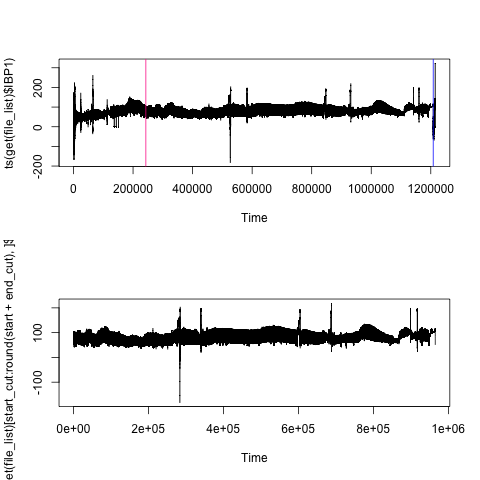 ts(get(file_list)$IBP1)
200
0
-200
0 200000 400000 600000 800000 1000000 1200000
Time
et(file_list)[start_cut:round(start + end_cut), ]$
100
-100
0e+00 2e+05 4e+05 6e+05 8e+05 1e+06
Time